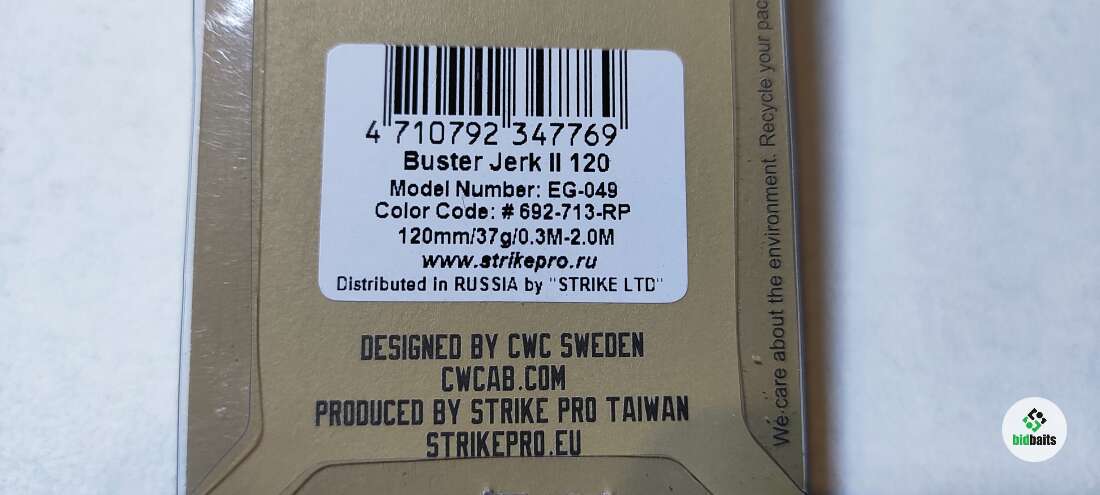 4 710792 347769
Buster Jerk II 120
Model Number: EG-049
Color Code: # 692-713-RP
120mm/37g/0.3M-2.0M
www.strikepro.ru
Distributed in RUSSIA by "STRIKE LTD"
DESIGNED BY CWC SWEDEN
CWCAB.COM
PRODUCED BY STRIKE PRO TAIWAN
STRIKEPRO.EU
We care about the environment. Recycle your pac
bidbaits